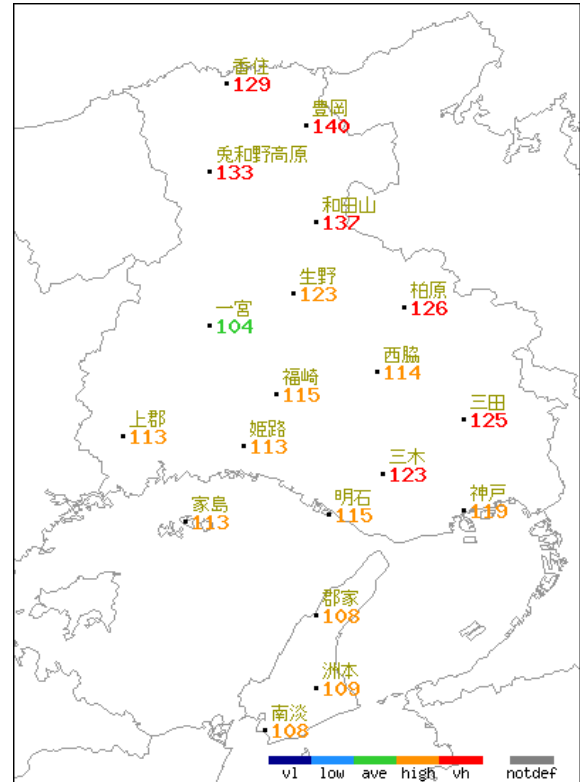 香住
129
豊岡
140
兎和野高原
133
和田山
137
生野
123
柏原
126
一宮
104
西脇
114
福崎
115
三田
125
上郡
113
姫路
113
三木
123
神戸
119
家島
113
明石
115
郡家
108
洲本
109
南淡
108
vl low ave high vh notdef